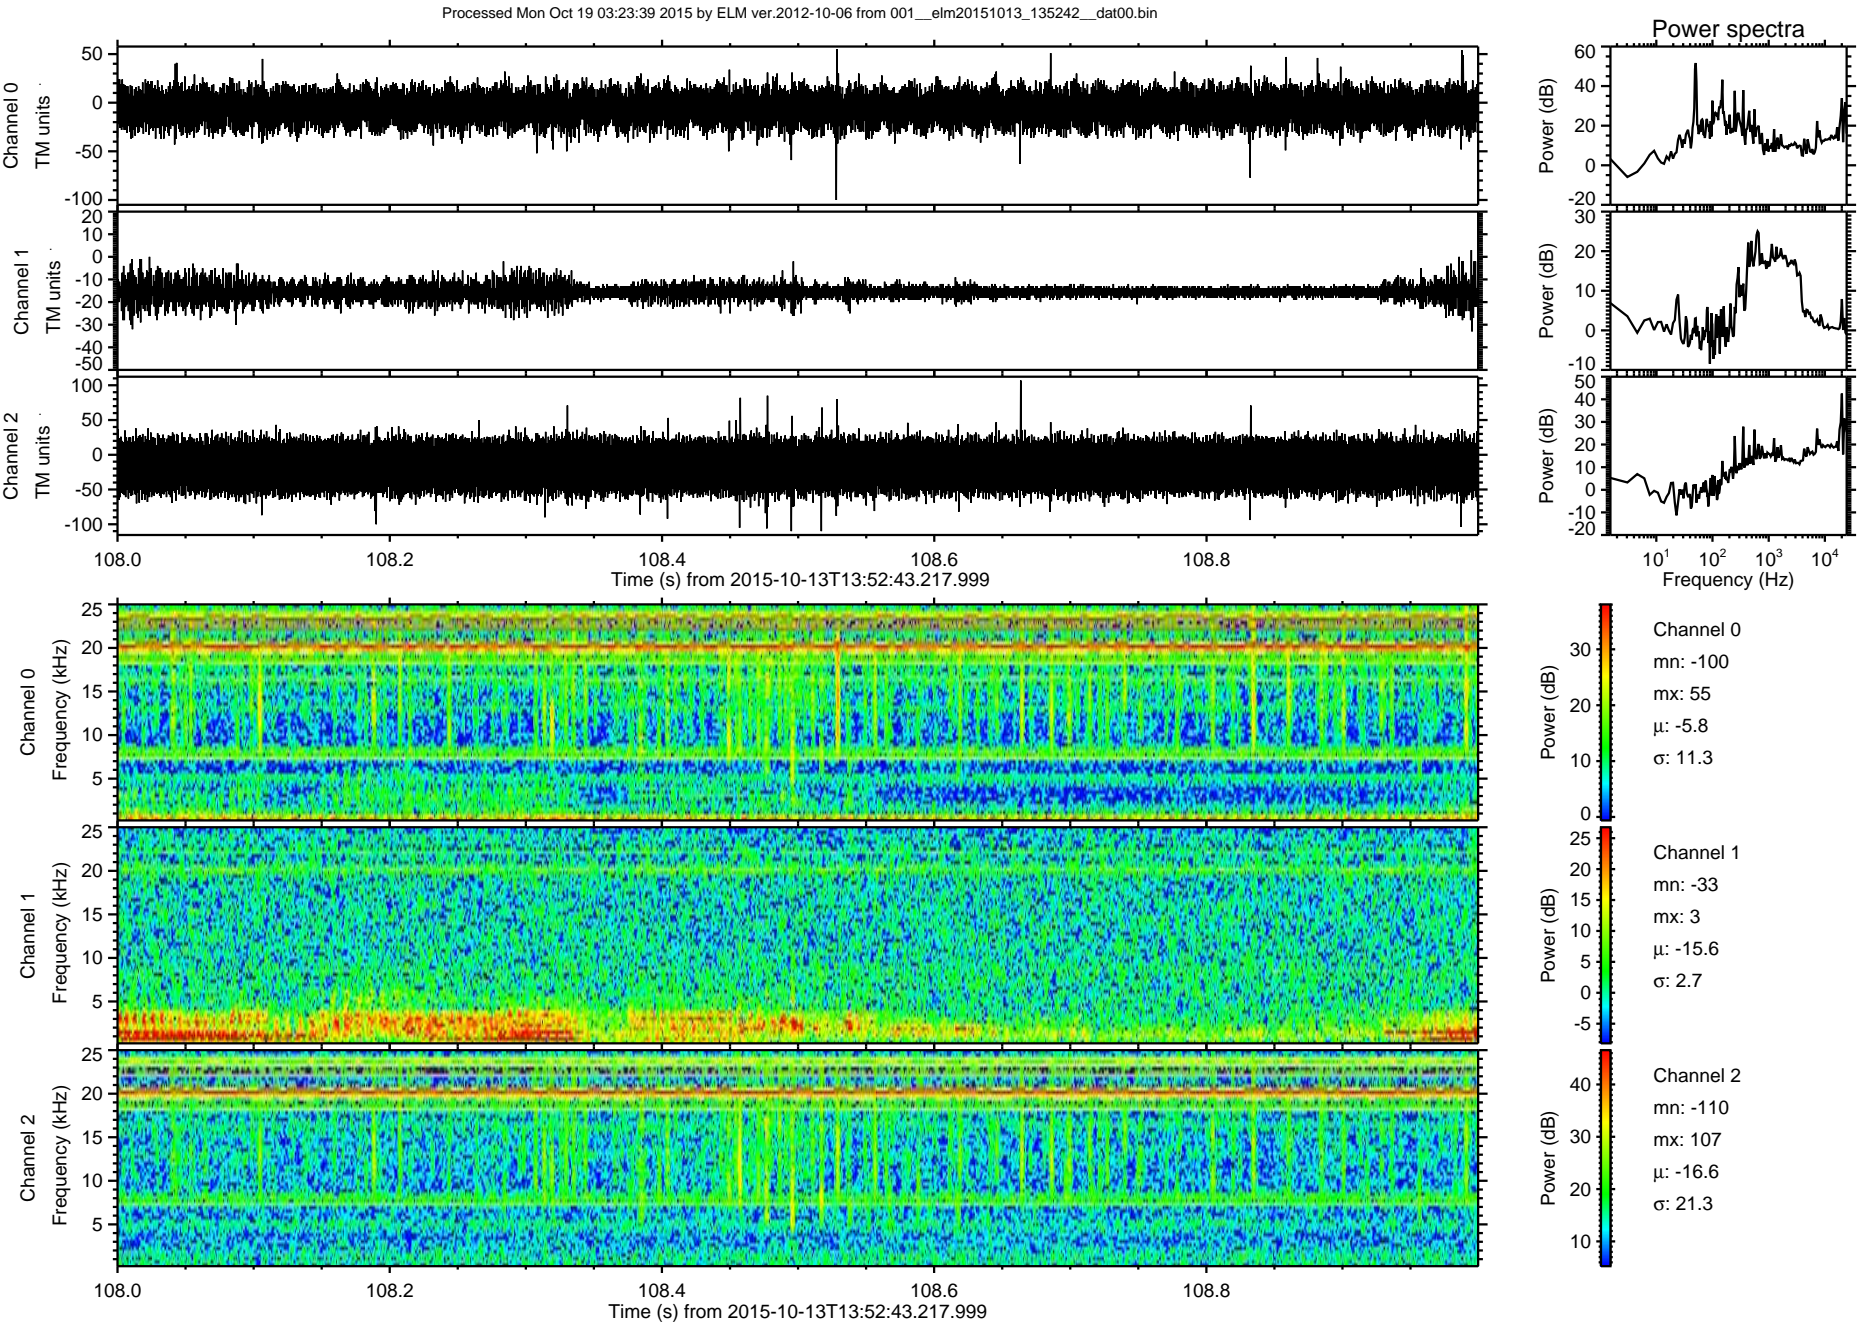 Processed Mon Oct 19 03:23:39 2015 by ELM ver.2012-10-06 from 001__elm20151013_135242__dat00.bin
Power spectra
Channel 0
TM units
50
0
-50
-100
Power (dB)
60
40
20
0
-20
Channel 1
TM units
20
10
0
-10
-20
-30
-40
-50
Power (dB)
30
20
10
0
-10
Channel 2
TM units
100
50
0
-50
-100
Power (dB)
50
40
30
20
10
0
-10
-20
108.0 108.2 108.4 108.6 108.8
Time (s) from 2015-10-13T13:52:43.217.999
10^1 10^2 10^3 10^4
Frequency (Hz)
Channel 0
Frequency (kHz)
25
20
15
10
5
Power (dB)
30
20
10
0
Channel 0
mn: -100
mx: 55
μ: -5.8
σ: 11.3
Channel 1
Frequency (kHz)
25
20
15
10
5
Power (dB)
25
20
15
10
5
0
-5
Channel 1
mn: -33
mx: 3
μ: -15.6
σ: 2.7
Channel 2
Frequency (kHz)
25
20
15
10
5
Power (dB)
40
30
20
10
Channel 2
mn: -110
mx: 107
μ: -16.6
σ: 21.3
108.0 108.2 108.4 108.6 108.8
Time (s) from 2015-10-13T13:52:43.217.999